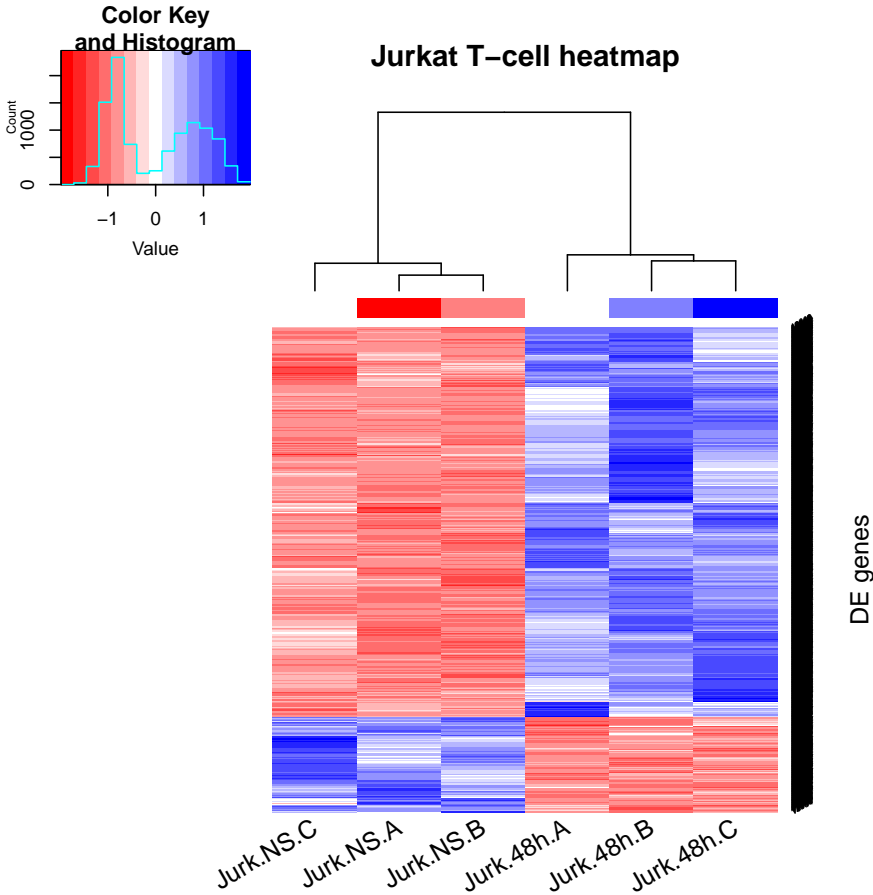 Color Key
and Histogram
Count
0
1000
−1
0
1
Value
Jurkat T−cell heatmap
DE genes
Jurk.NS.C
Jurk.NS.A
Jurk.NS.B
Jurk.48h.A
Jurk.48h.B
Jurk.48h.C